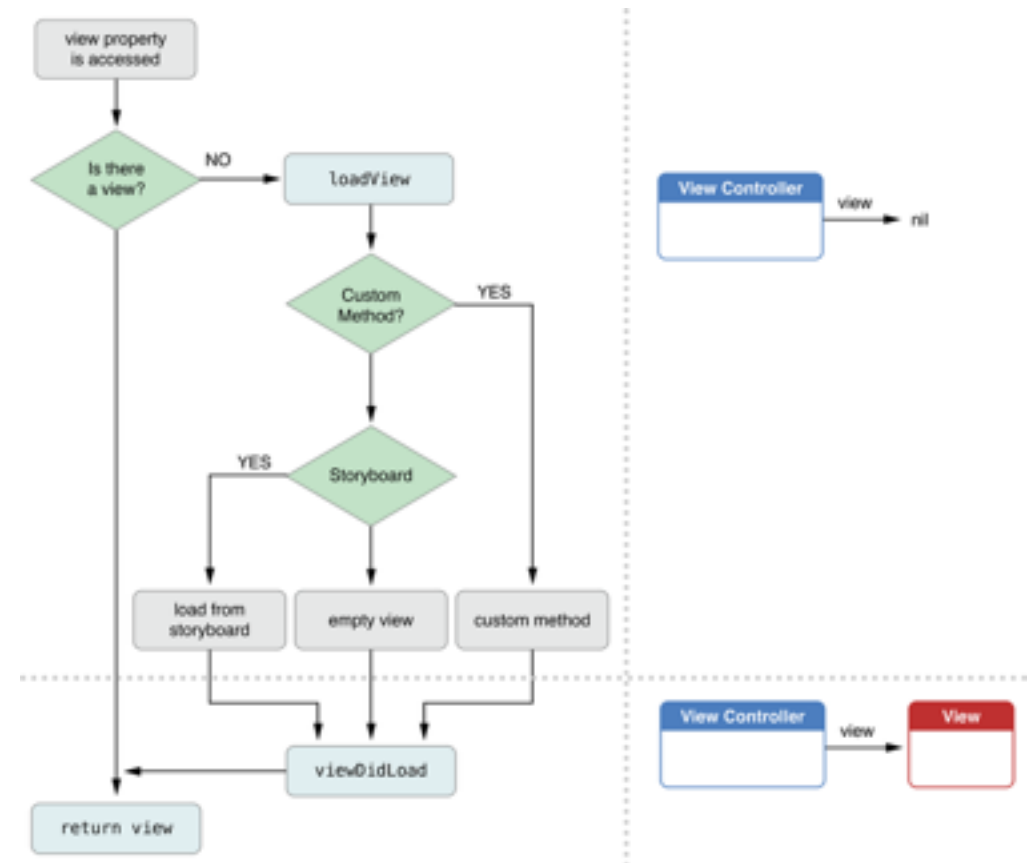 view property
is accessed
Is there
a view?
NO
loadView
Custom
Method?
YES
YES
Storyboard
load from
storyboard
empty view
custom method
viewDidLoad
return view
View Controller
view
nil
View Controller
view
View